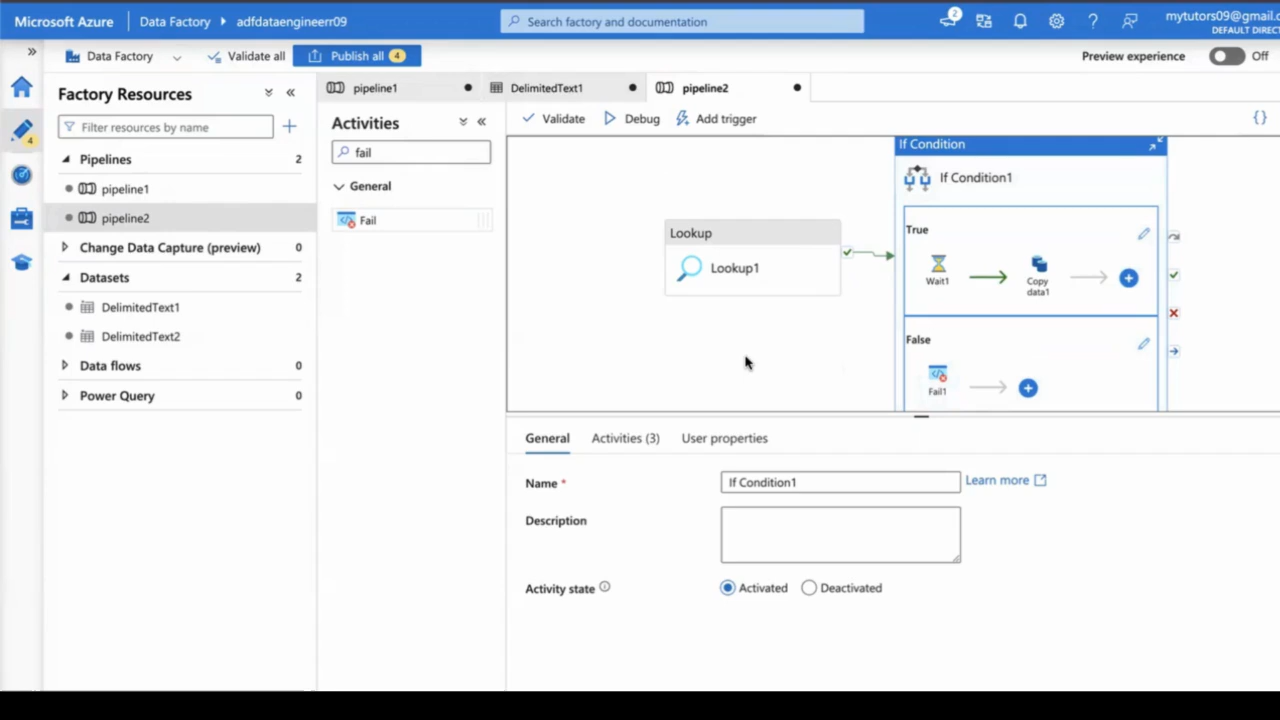 Microsoft Azure
Data Factory
adfdataengineerr09
Search factory and documentation
2
mytutors09@gmail.c
DEFAULT DIRECT
Data Factory
Validate all
Publish all 4
Preview experience
Off
4
Factory Resources
Filter resources by name
Pipelines 2
pipeline1
pipeline2
Change Data Capture (preview) 0
Datasets 2
DelimitedText1
DelimitedText2
Data flows 0
Power Query 0
pipeline1
DelimitedText1
pipeline2
Activities
fail
General
Fail
Validate
Debug
Add trigger
{}
Lookup
Lookup1
If Condition
If Condition1
True
Wait1
Copy
data1
False
Fail1
General
Activities (3)
User properties
Name *
If Condition1
Learn more
Description
Activity state
Activated
Deactivated